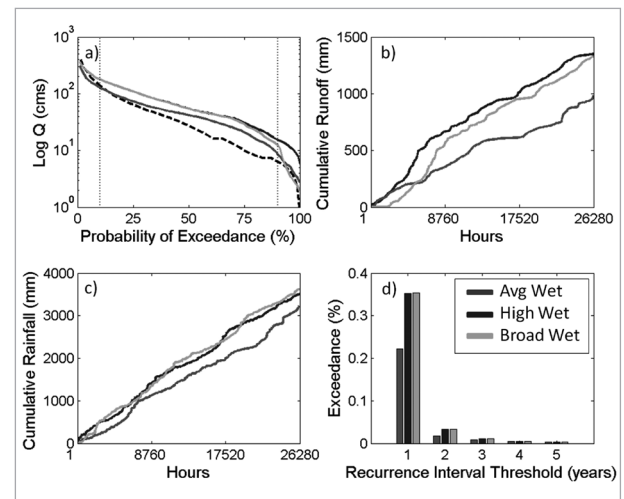 a)
10³
10²
10¹
10⁰
Log Q (cms)
0 25 50 75 100
Probability of Exceedance (%)
b)
1500
1000
500
0
Cumulative Runoff (mm)
1 8760 17520 26280
Hours
c)
4000
3000
2000
1000
0
Cumulative Rainfall (mm)
1 8760 17520 26280
Hours
d)
0.4
0.3
0.2
0.1
0
Exceedance (%)
Avg Wet
High Wet
Broad Wet
1 2 3 4 5
Recurrence Interval Threshold (years)